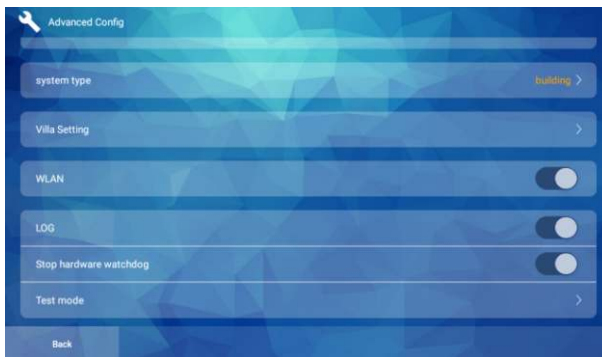 Advanced Config
system type building
Villa Setting
WLAN
LOG
Stop hardware watchdog
Test mode
Back